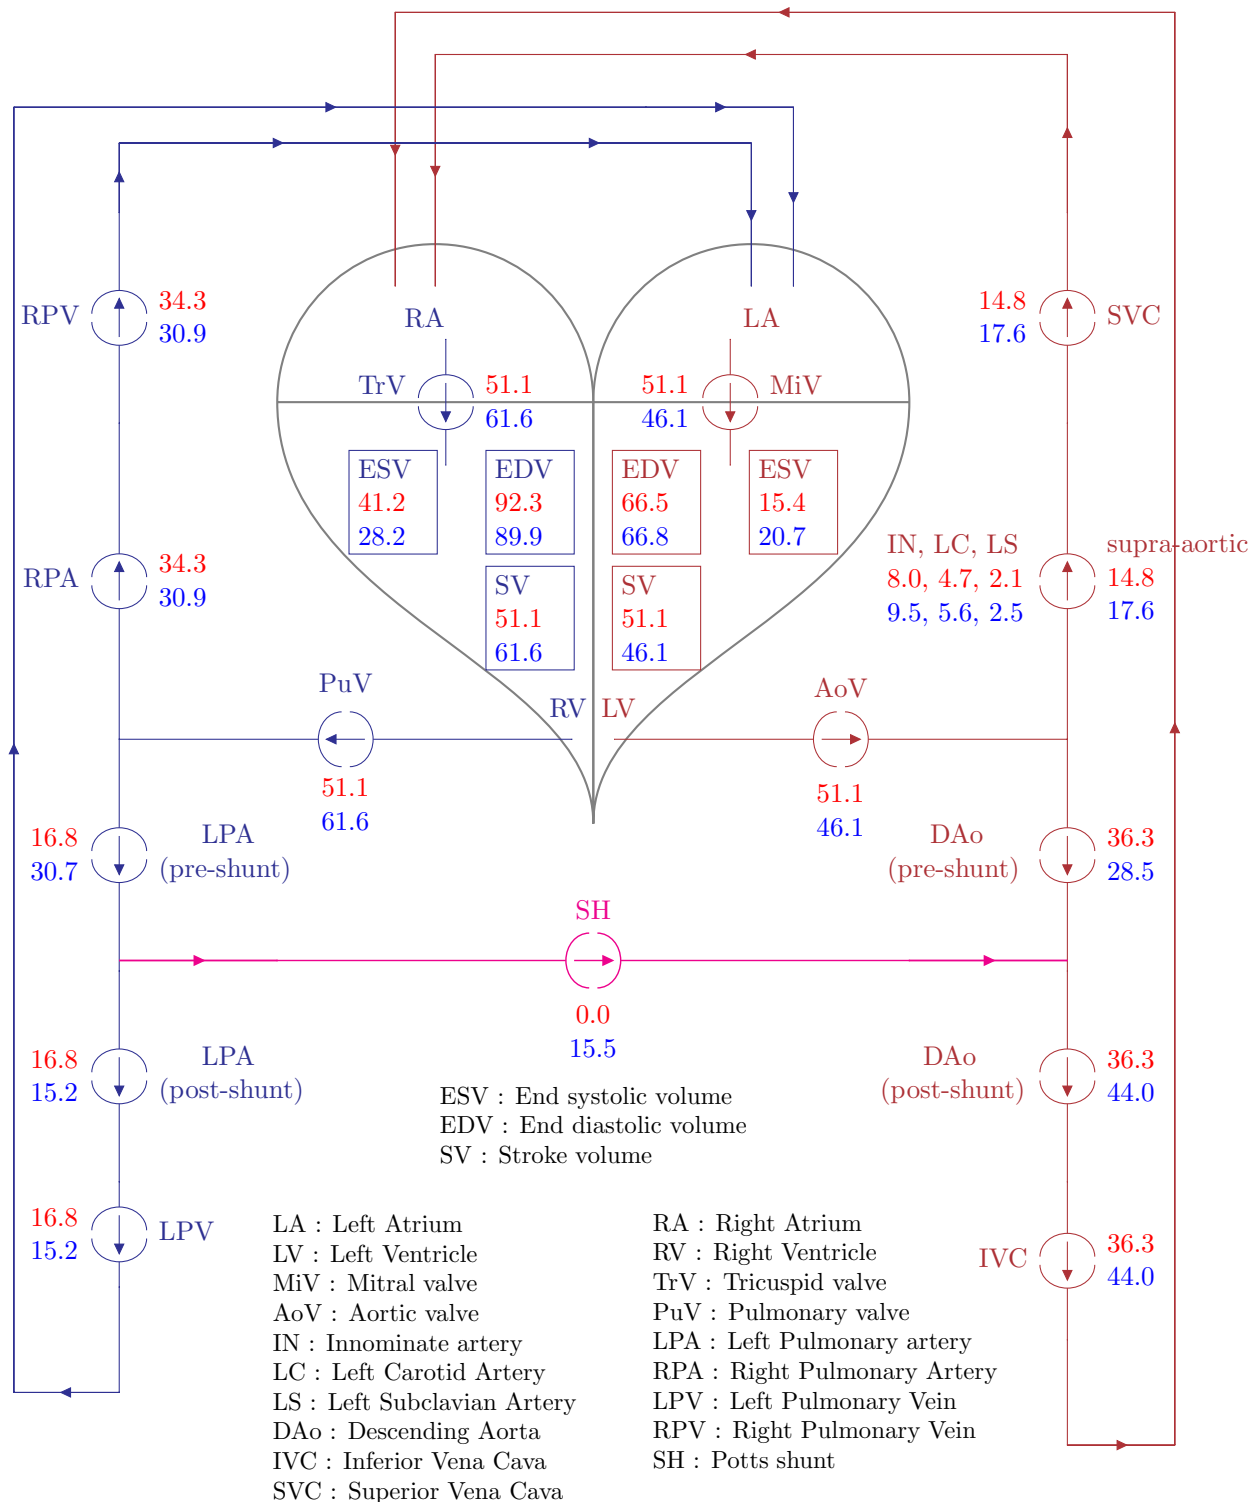 RPV
34.3
30.9
RA
LA
14.8
17.6
SVC
TrV
51.1
61.6
51.1
46.1
MiV
ESV
41.2
28.2
EDV
92.3
89.9
EDV
66.5
66.8
ESV
15.4
20.7
RPA
34.3
30.9
SV
51.1
61.6
SV
51.1
46.1
IN, LC, LS
8.0, 4.7, 2.1
9.5, 5.6, 2.5
supra-aortic
14.8
17.6
PuV
51.1
61.6
RV
LV
AoV
51.1
46.1
16.8
30.7
LPA
(pre-shunt)
DAo
(pre-shunt)
36.3
28.5
SH
0.0
15.5
16.8
15.2
LPA
(post-shunt)
DAo
(post-shunt)
36.3
44.0
ESV : End systolic volume
EDV : End diastolic volume
SV : Stroke volume
16.8
15.2
LPV
IVC
36.3
44.0
LA : Left Atrium
LV : Left Ventricle
MiV : Mitral valve
AoV : Aortic valve
IN : Innominate artery
LC : Left Carotid Artery
LS : Left Subclavian Artery
DAo : Descending Aorta
IVC : Inferior Vena Cava
SVC : Superior Vena Cava
RA : Right Atrium
RV : Right Ventricle
TrV : Tricuspid valve
PuV : Pulmonary valve
LPA : Left Pulmonary artery
RPA : Right Pulmonary Artery
LPV : Left Pulmonary Vein
RPV : Right Pulmonary Vein
SH : Potts shunt